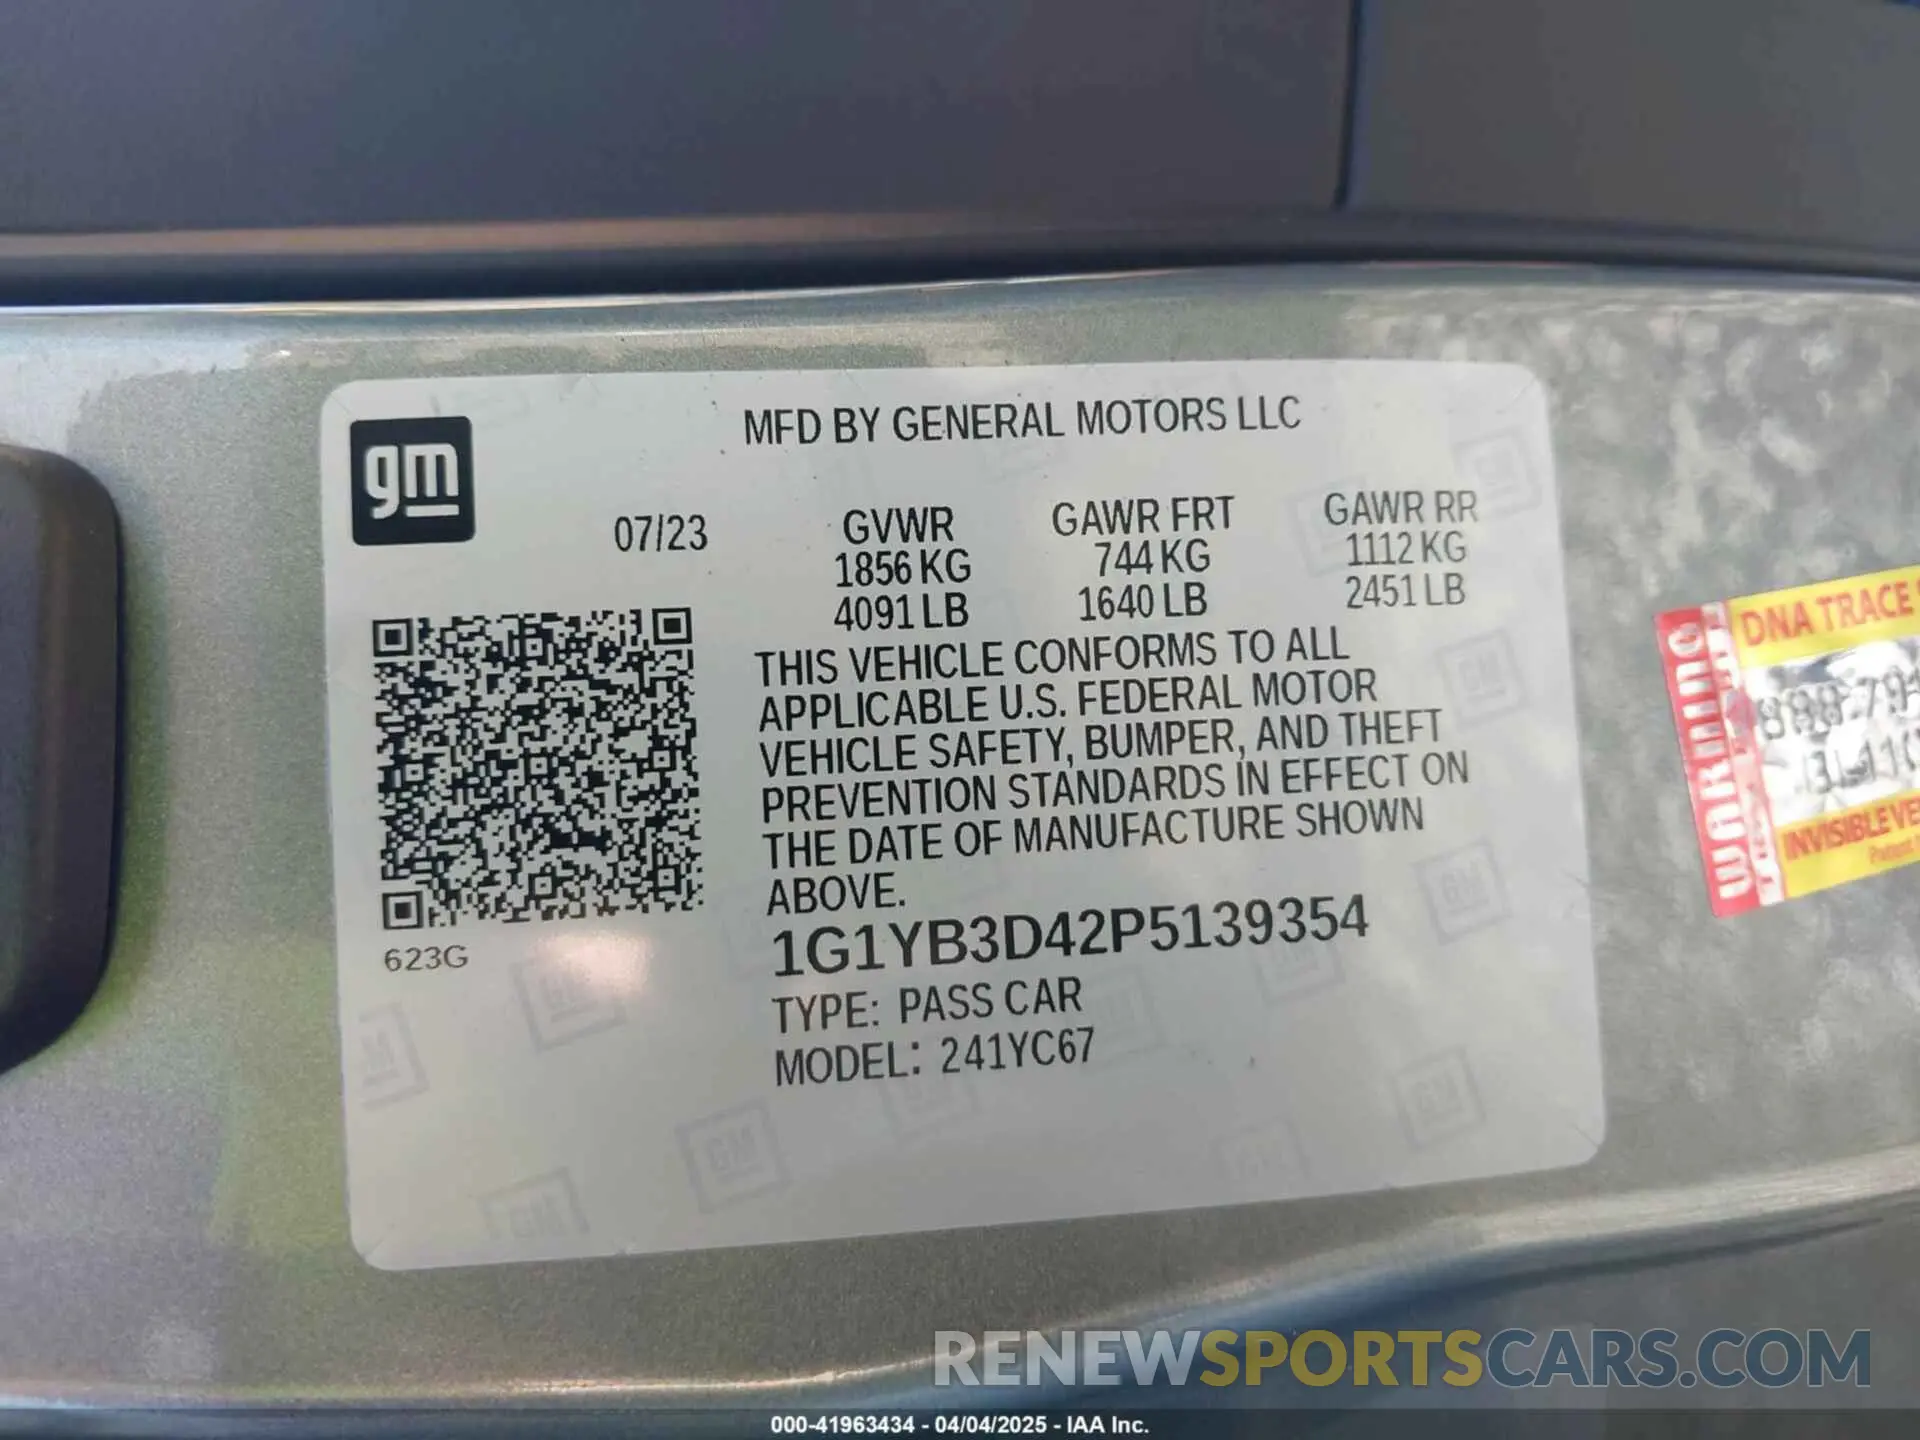 MFD BY GENERAL MOTORS LLC
gm
07/23
GVWR GAWR FRT GAWR RR
1856 KG 744 KG 1112 KG
4091 LB 1640 LB 2451 LB
THIS VEHICLE CONFORMS TO ALL
APPLICABLE U.S. FEDERAL MOTOR
VEHICLE SAFETY, BUMPER, AND THEFT
PREVENTION STANDARDS IN EFFECT ON
THE DATE OF MANUFACTURE SHOWN
ABOVE.
623G
1G1YB3D42P5139354
TYPE: PASS CAR
MODEL: 241YC67
WARNING
DNA TRACE
RENEWSPORTSCARS.COM
000-41963434 - 04/04/2025 - IAA Inc.